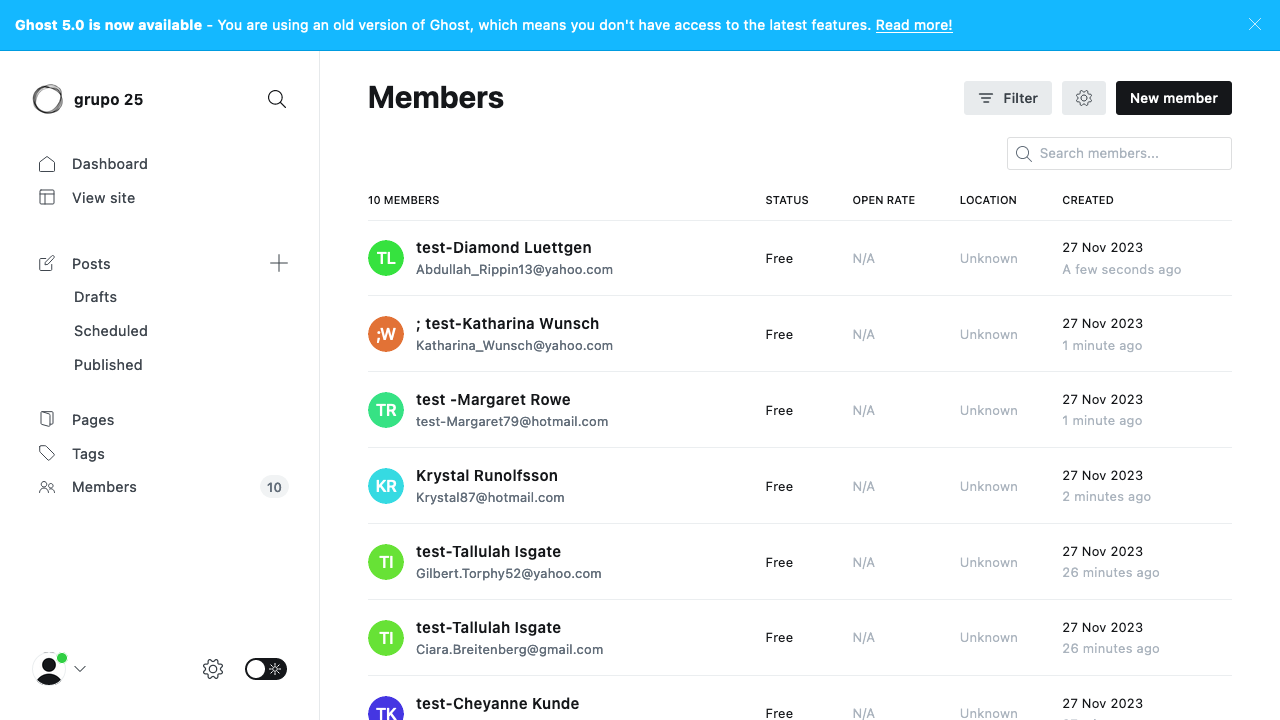 Ghost 5.0 is now available - You are using an old version of Ghost, which means you don't have access to the latest features. Read more!
grupo 25
Dashboard
View site
Posts
Drafts
Scheduled
Published
Pages
Tags
Members 10
Members
Filter
New member
Search members...
10 MEMBERS STATUS OPEN RATE LOCATION CREATED
TL test-Diamond Luettgen Abdullah_Rippin13@yahoo.com Free N/A Unknown 27 Nov 2023 A few seconds ago
;W ; test-Katharina Wunsch Katharina_Wunsch@yahoo.com Free N/A Unknown 27 Nov 2023 1 minute ago
TR test -Margaret Rowe test-Margaret79@hotmail.com Free N/A Unknown 27 Nov 2023 1 minute ago
KR Krystal Runolfsson Krystal87@hotmail.com Free N/A Unknown 27 Nov 2023 2 minutes ago
TI test-Tallulah Isgate Gilbert.Torphy52@yahoo.com Free N/A Unknown 27 Nov 2023 26 minutes ago
TI test-Tallulah Isgate Ciara.Breitenberg@gmail.com Free N/A Unknown 27 Nov 2023 26 minutes ago
TK test-Cheyanne Kunde Free N/A Unknown 27 Nov 2023